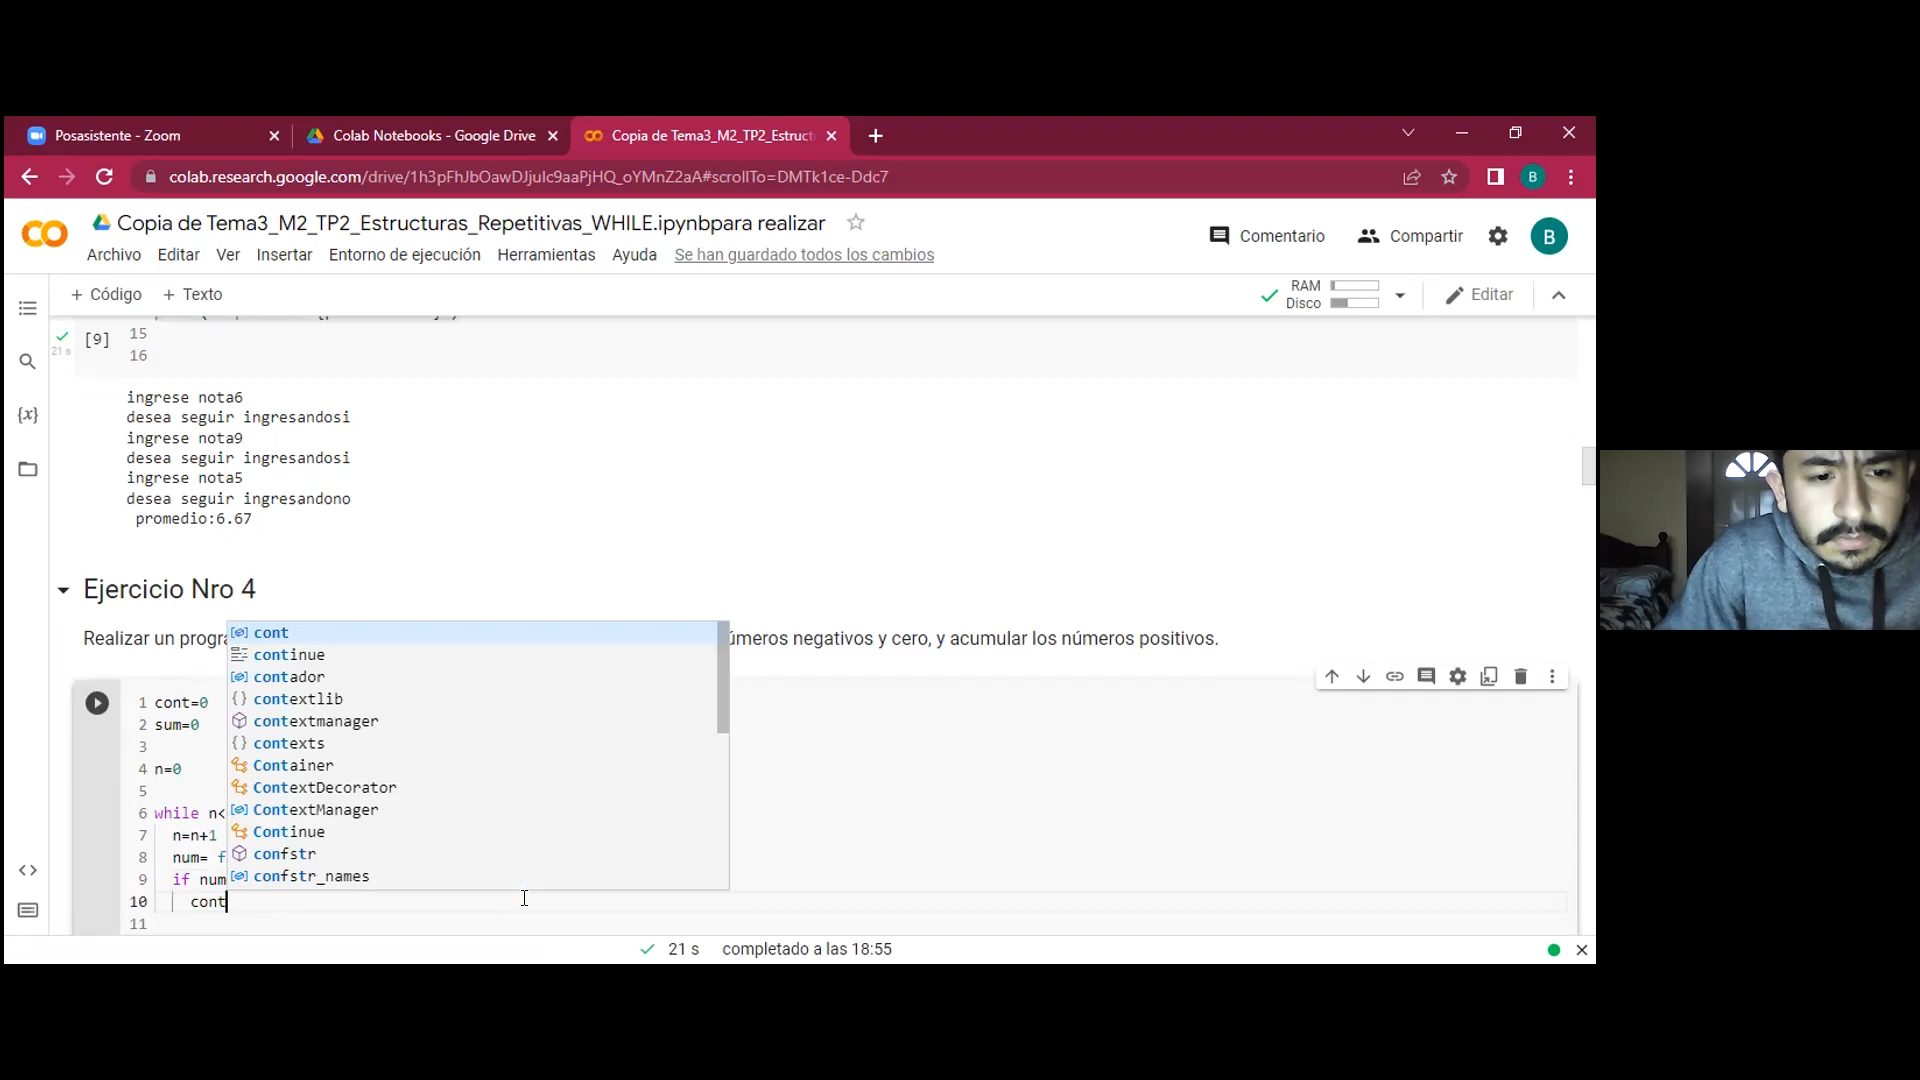 Posasistente - Zoom
Colab Notebooks - Google Drive
Copia de Tema3_M2_TP2_Estruct
colab.research.google.com/drive/1h3pFhJbOawDJjulc9aaPjHQ_oYMnZ2aA#scrollTo=DMTk1ce-Ddc7
B
Copia de Tema3_M2_TP2_Estructuras_Repetitivas_WHILE.ipynbpara realizar
Archivo Editar Ver Insertar Entorno de ejecución Herramientas Ayuda Se han guardado todos los cambios
Comentario Compartir B
+ Código + Texto
RAM
Disco
Editar
21 s
[9]
15
16
ingrese nota6
desea seguir ingresandosi
ingrese nota9
desea seguir ingresandosi
ingrese nota5
desea seguir ingresandono
promedio:6.67
Ejercicio Nro 4
Realizar un progra
números negativos y cero, y acumular los números positivos.
cont
continue
contador
contextlib
contextmanager
contexts
Container
ContextDecorator
ContextManager
Continue
confstr
confstr_names
1 cont=0
2 sum=0
3
4 n=0
5
6 while n<
7 n=n+1
8 num= f
9 if num
10 cont
11
21 s completado a las 18:55